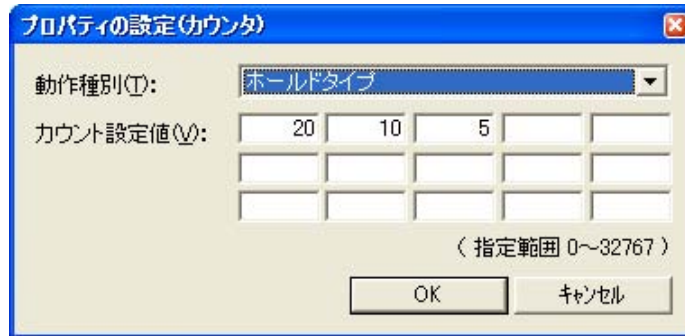 プロパティの設定(カウンタ)
動作種別(T): ホールドタイプ
カウント設定値(V): 20 10 5
( 指定範囲 0～32767 )
OK キャンセル